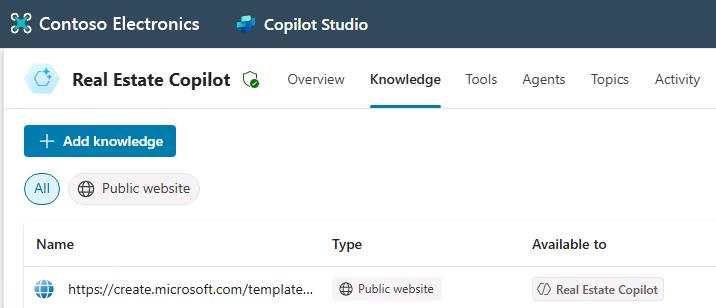 Contoso Electronics Copilot Studio
Real Estate Copilot Overview Knowledge Tools Agents Topics Activity
+ Add knowledge
All Public website
Name Type Available to
https://create.microsoft.com/template... Public website Real Estate Copilot